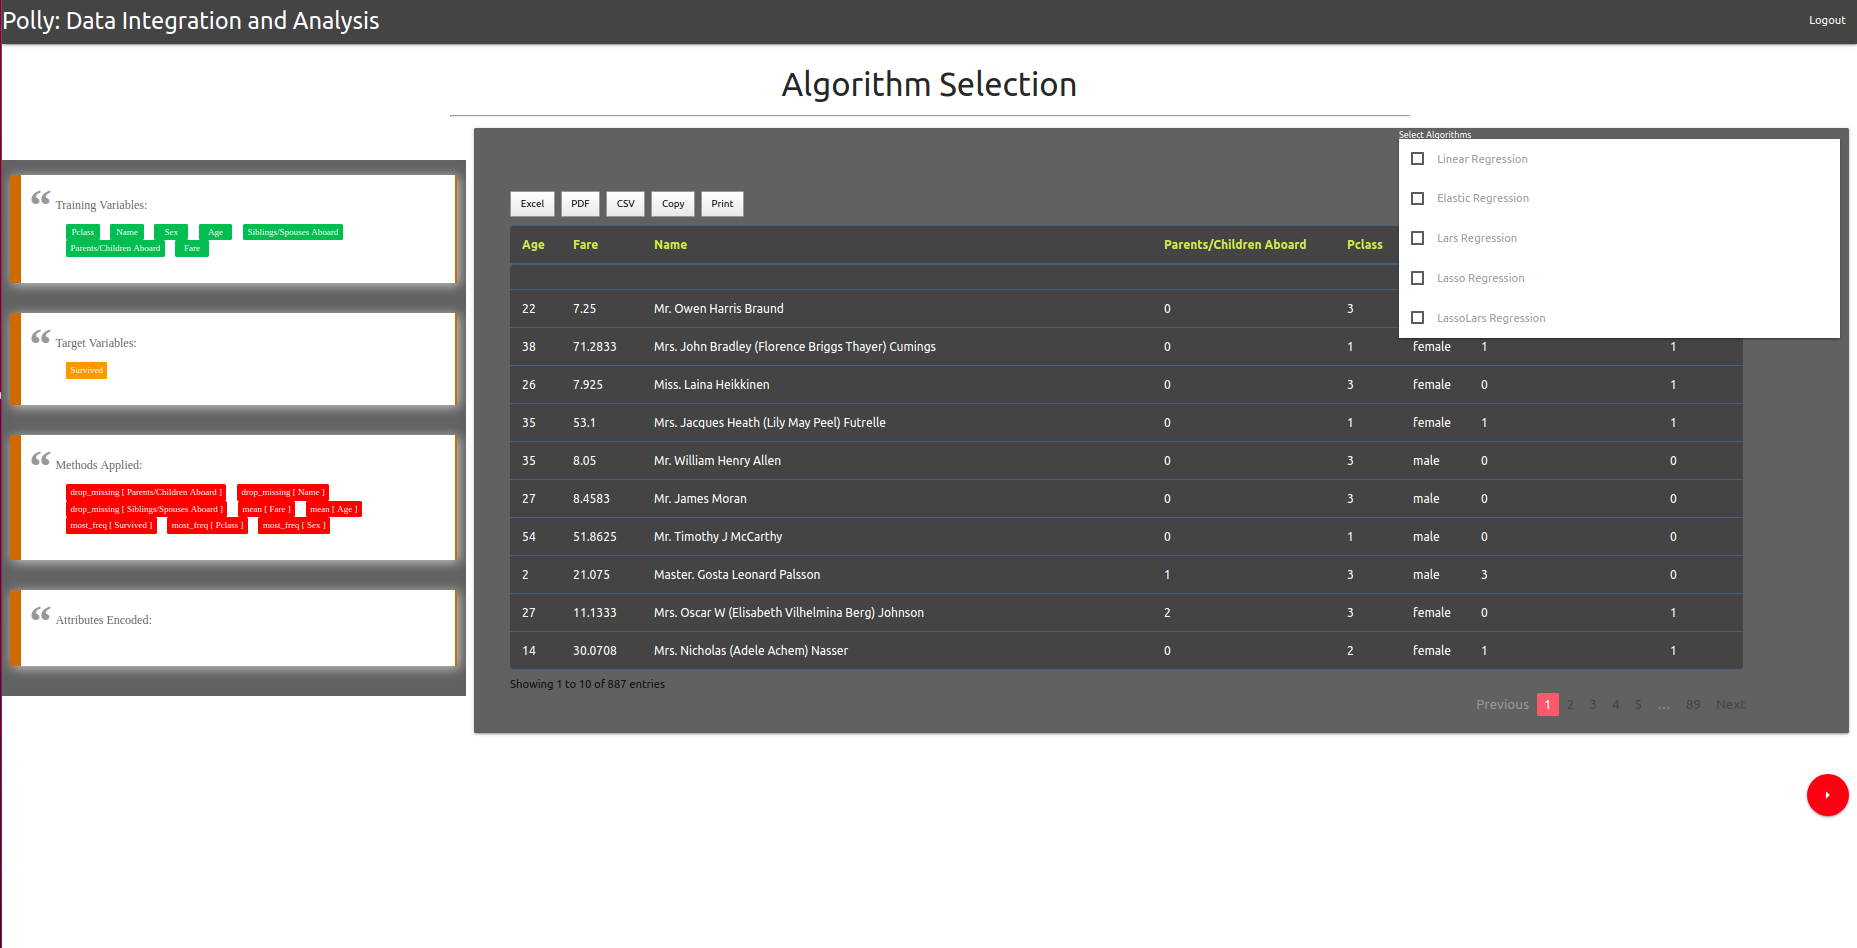 Polly: Data Integration and Analysis
Logout
Algorithm Selection
“ Training Variables:
Pclass Name Sex Age Siblings/Spouses Aboard
Parents/Children Aboard Fare
“ Target Variables:
Survived
“ Methods Applied:
drop_missing [ Parents/Children Aboard ] drop_missing [ Name ]
drop_missing [ Siblings/Spouses Aboard ] mean [ Fare ] mean [ Age ]
most_freq [ Survived ] most_freq [ Pclass ] most_freq [ Sex ]
“ Attributes Encoded:
Select Algorithms
Linear Regression
Elastic Regression
Lars Regression
Lasso Regression
LassoLars Regression
Excel PDF CSV Copy Print
Age Fare Name Parents/Children Aboard Pclass
22 7.25 Mr. Owen Harris Braund 0 3
38 71.2833 Mrs. John Bradley (Florence Briggs Thayer) Cumings 0 1 female 1 1
26 7.925 Miss. Laina Heikkinen 0 3 female 0 1
35 53.1 Mrs. Jacques Heath (Lily May Peel) Futrelle 0 1 female 1 1
35 8.05 Mr. William Henry Allen 0 3 male 0 0
27 8.4583 Mr. James Moran 0 3 male 0 0
54 51.8625 Mr. Timothy J McCarthy 0 1 male 0 0
2 21.075 Master. Gosta Leonard Palsson 1 3 male 3 0
27 11.1333 Mrs. Oscar W (Elisabeth Vilhelmina Berg) Johnson 2 3 female 0 1
14 30.0708 Mrs. Nicholas (Adele Achem) Nasser 0 2 female 1 1
Showing 1 to 10 of 887 entries
Previous 1 2 3 4 5 … 89 Next